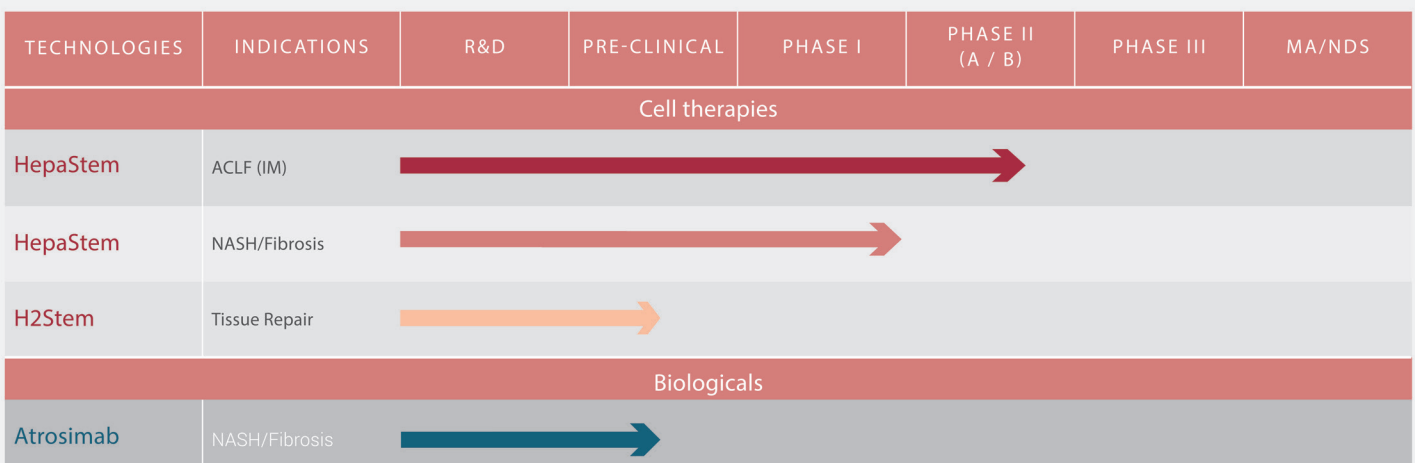 TECHNOLOGIES INDICATIONS R&D PRE-CLINICAL PHASE I PHASE II (A / B) PHASE III MA/NDS
Cell therapies
HepaStem ACLF (IM)
HepaStem NASH/Fibrosis
H2Stem Tissue Repair
Biologicals
Atrosimab NASH/Fibrosis